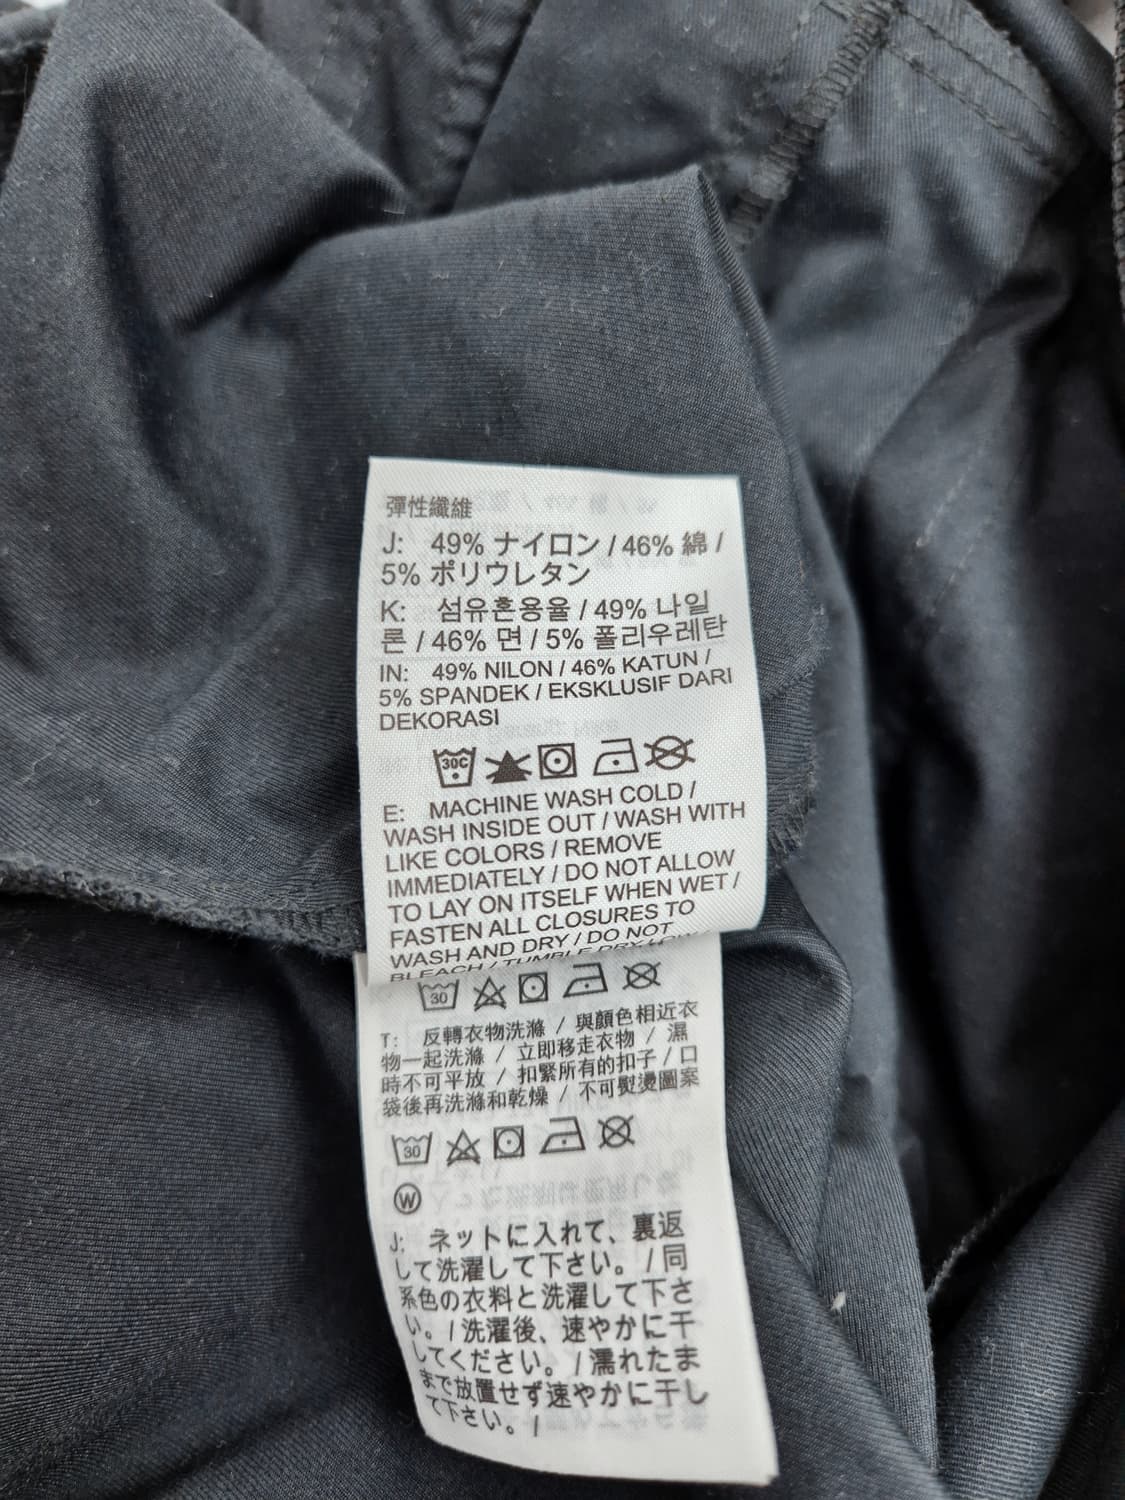 彈性纖維
J: 49% ナイロン / 46% 綿 /
5% ポリウレタン
K: 섬유혼용율 / 49% 나일
론 / 46% 면 / 5% 폴리우레탄
IN: 49% NILON / 46% KATUN /
5% SPANDEK / EKSKLUSIF DARI
DEKORASI
30C
E: MACHINE WASH COLD /
WASH INSIDE OUT / WASH WITH
LIKE COLORS / REMOVE
IMMEDIATELY / DO NOT ALLOW
TO LAY ON ITSELF WHEN WET /
FASTEN ALL CLOSURES TO
WASH AND DRY / DO NOT
BLEACH / TUMBLE DRY
30
T: 反轉衣物洗滌 / 與顏色相近衣
物一起洗滌 / 立即移走衣物 / 濕
時不可平放 / 扣緊所有的扣子 / 口
袋後再洗滌和乾燥 / 不可熨燙圖案
30
W
J: ネットに入れて、裏返
して洗濯して下さい。/ 同
系色の衣料と洗濯して下さ
い。/ 洗濯後、速やかに干
してください。/ 濡れたま
まで放置せず速やかに干し
て下さい。/